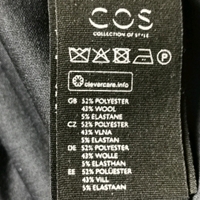 COS
COLLECTION OF STYLE
P
clevercare.info
GB 52% POLYESTER
43% WOOL
5% ELASTANE
CZ 52% POLYESTER
43% VLNA
5% ELASTAN
DE 52% POLYESTER
43% WOLLE
5% ELASTHAN
EE 52% POLÜESTER
43% VILL
5% ELASTAAN